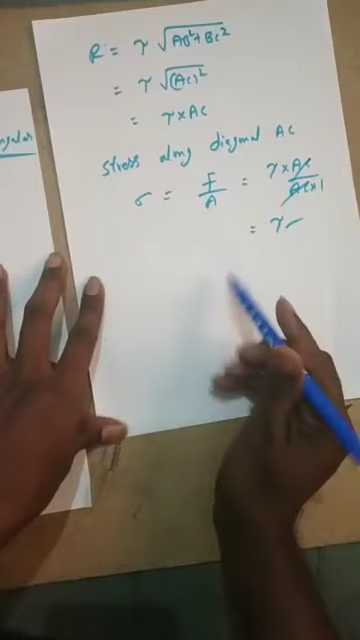 R = τ √AB²+BC²
= τ √(AC)²
= τ×AC
Stress along diagonal AC
σ = F/A = τ×AC/AC×1
= τ